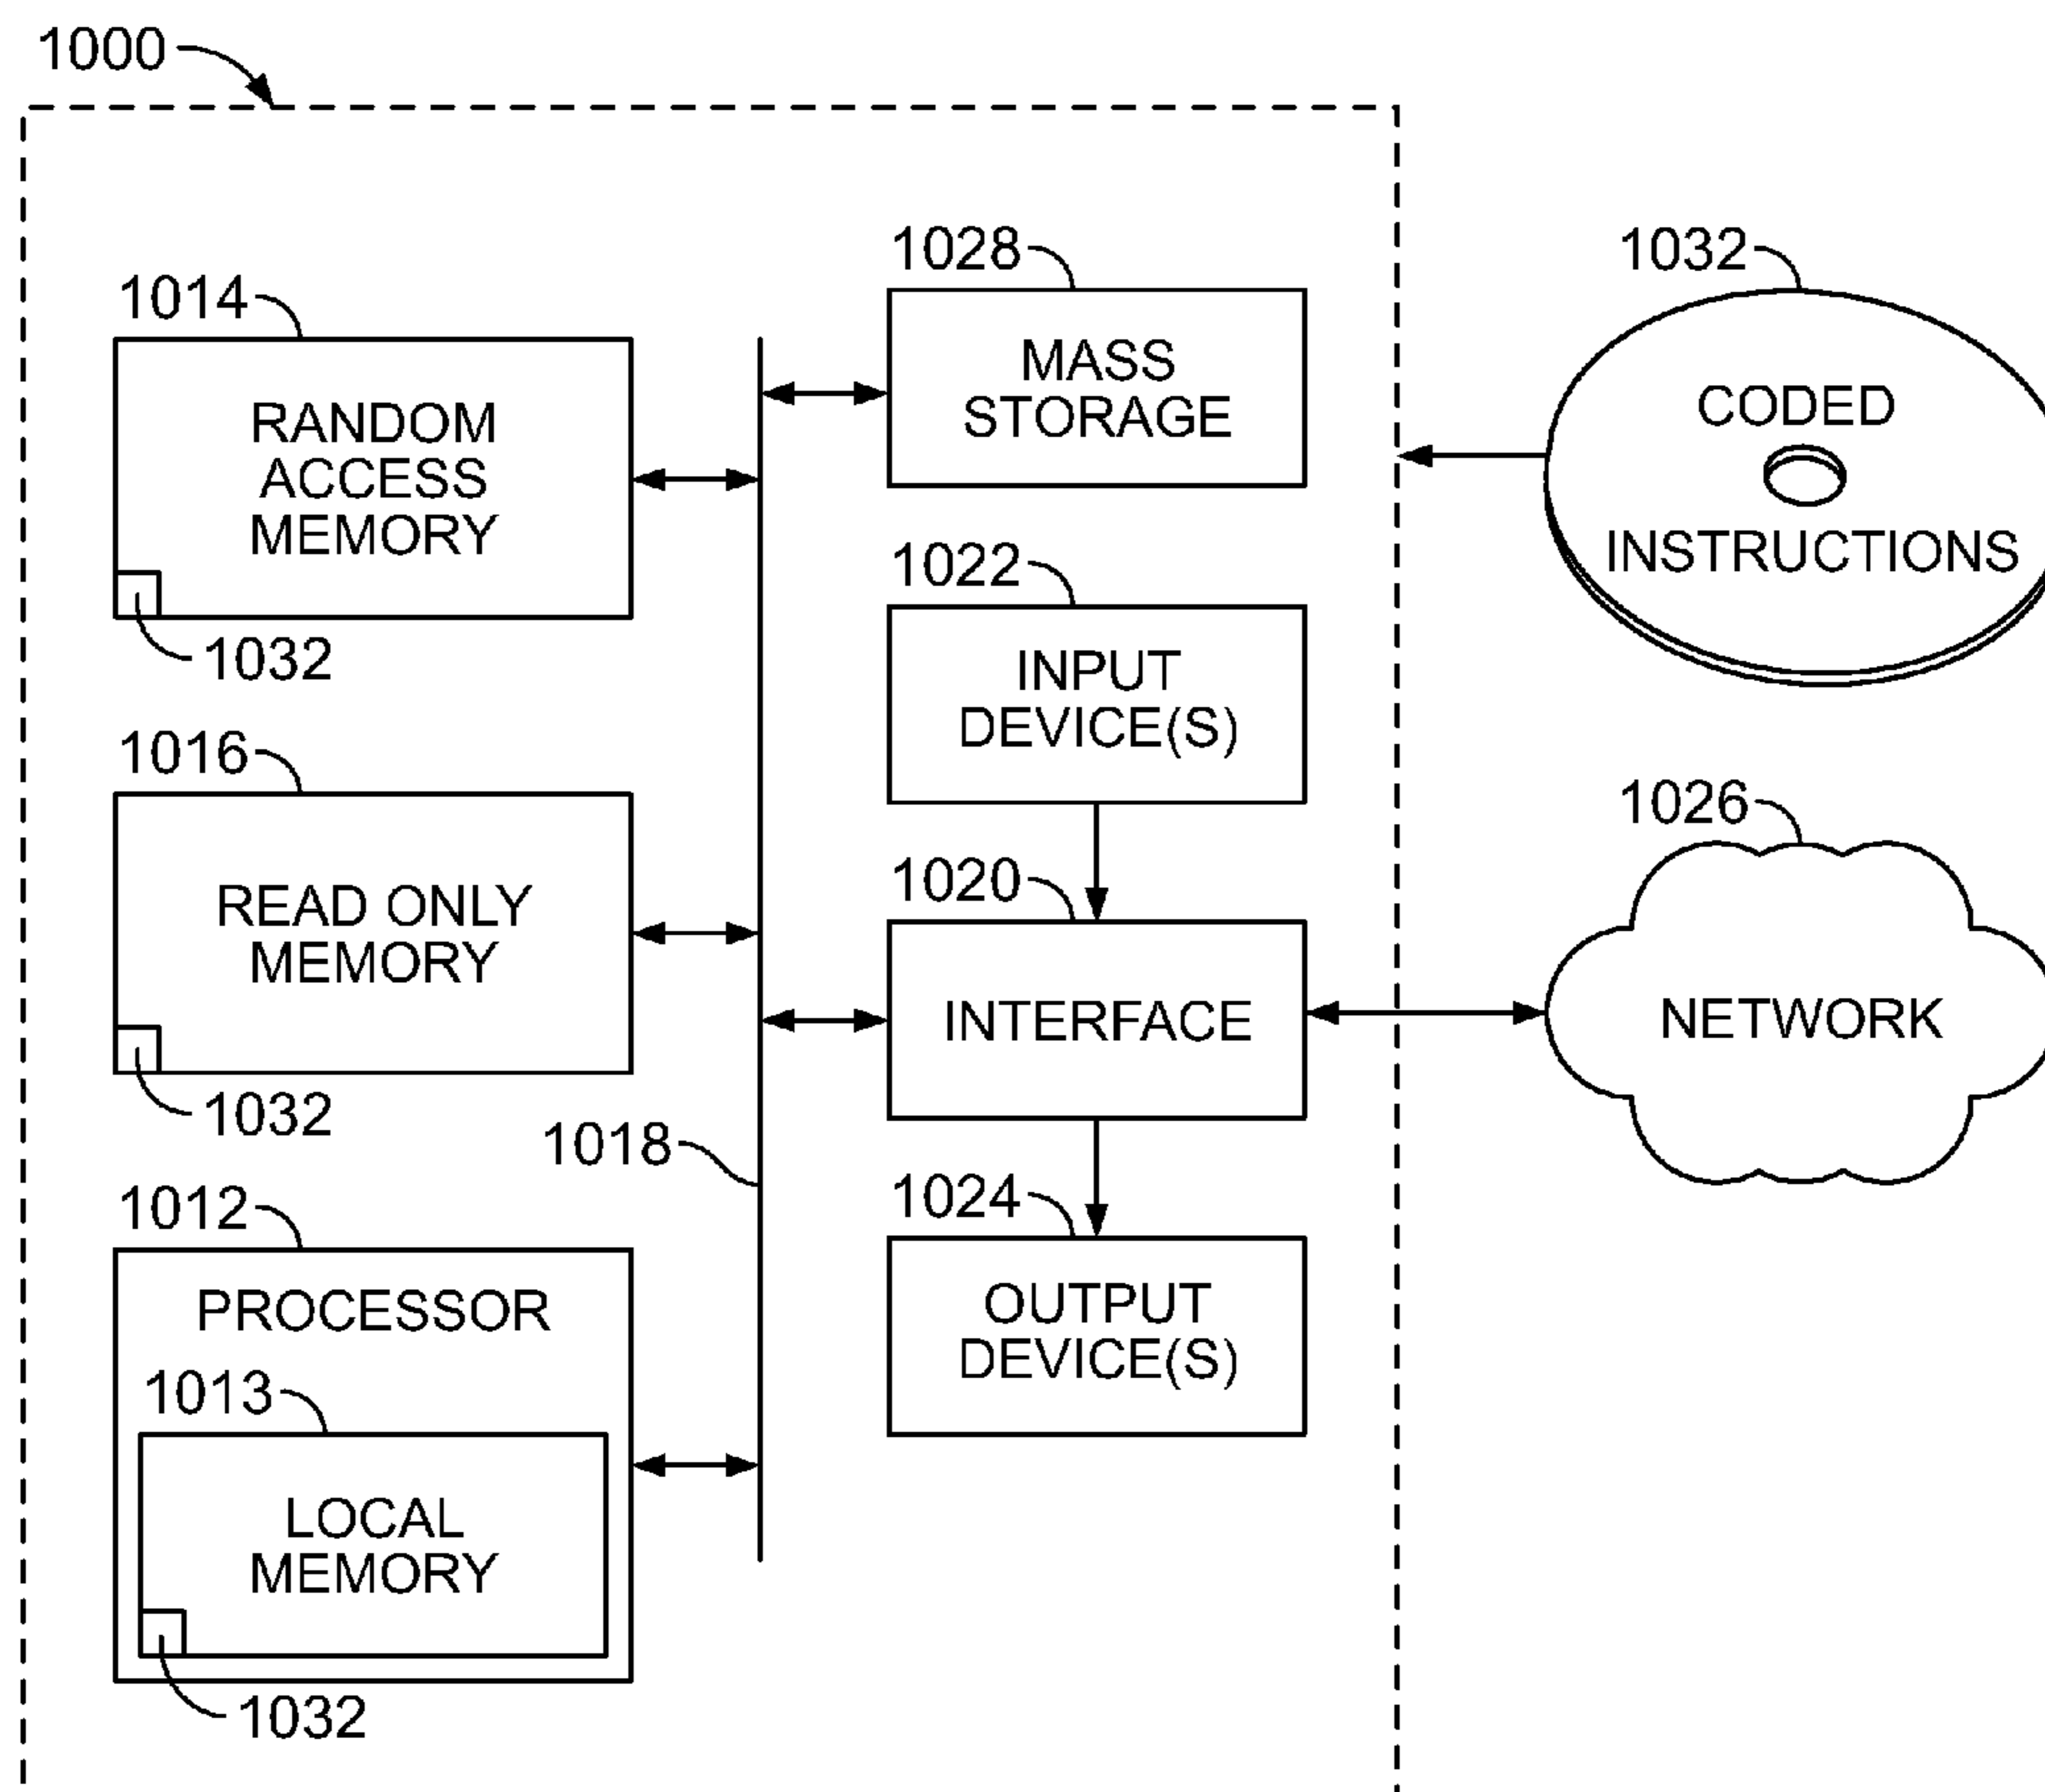 1000
1014
RANDOM
ACCESS
MEMORY
1032
1016
READ ONLY
MEMORY
1032
1018
1012
PROCESSOR
1013
LOCAL
MEMORY
1032
1028
MASS
STORAGE
1022
INPUT
DEVICE(S)
1020
INTERFACE
1024
OUTPUT
DEVICE(S)
1032
CODED
INSTRUCTIONS
1026
NETWORK